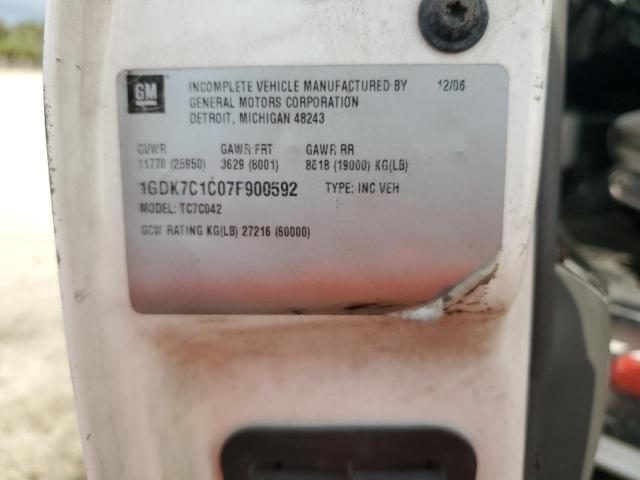 GM
INCOMPLETE VEHICLE MANUFACTURED BY 12/06
GENERAL MOTORS CORPORATION
DETROIT, MICHIGAN 48243
GVWR GAWR FRT GAWR RR
11770 (25950) 3629 (8001) 8618 (19000) KG(LB)
1GDK7C1C07F900592 TYPE: INC VEH
MODEL: TC7C042
GCW RATING KG(LB) 27216 (60000)